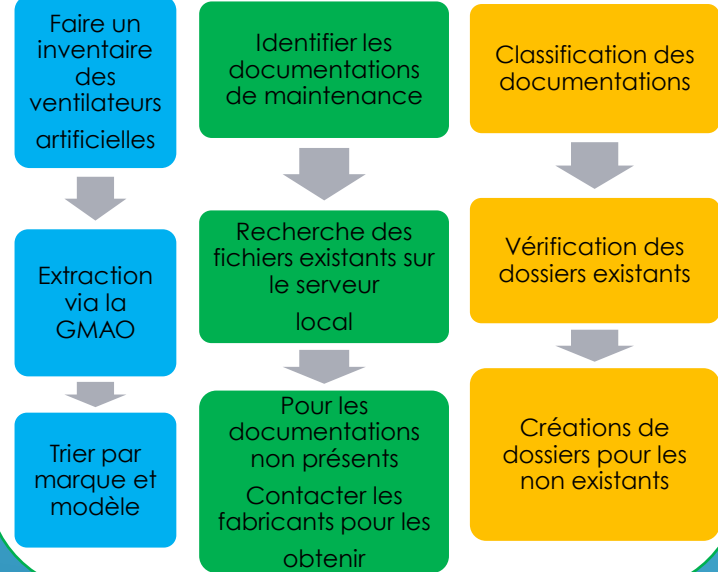 Faire un
inventaire
des
ventilateurs
artificielles
Extraction
via la
GMAO
Trier par
marque et
modèle
Identifier les
documentations
de maintenance
Recherche des
fichiers existants sur
le serveur
local
Pour les
documentations
non présents
Contacter les
fabricants pour les
obtenir
Classification des
documentations
Vérification des
dossiers existants
Créations de
dossiers pour les
non existants